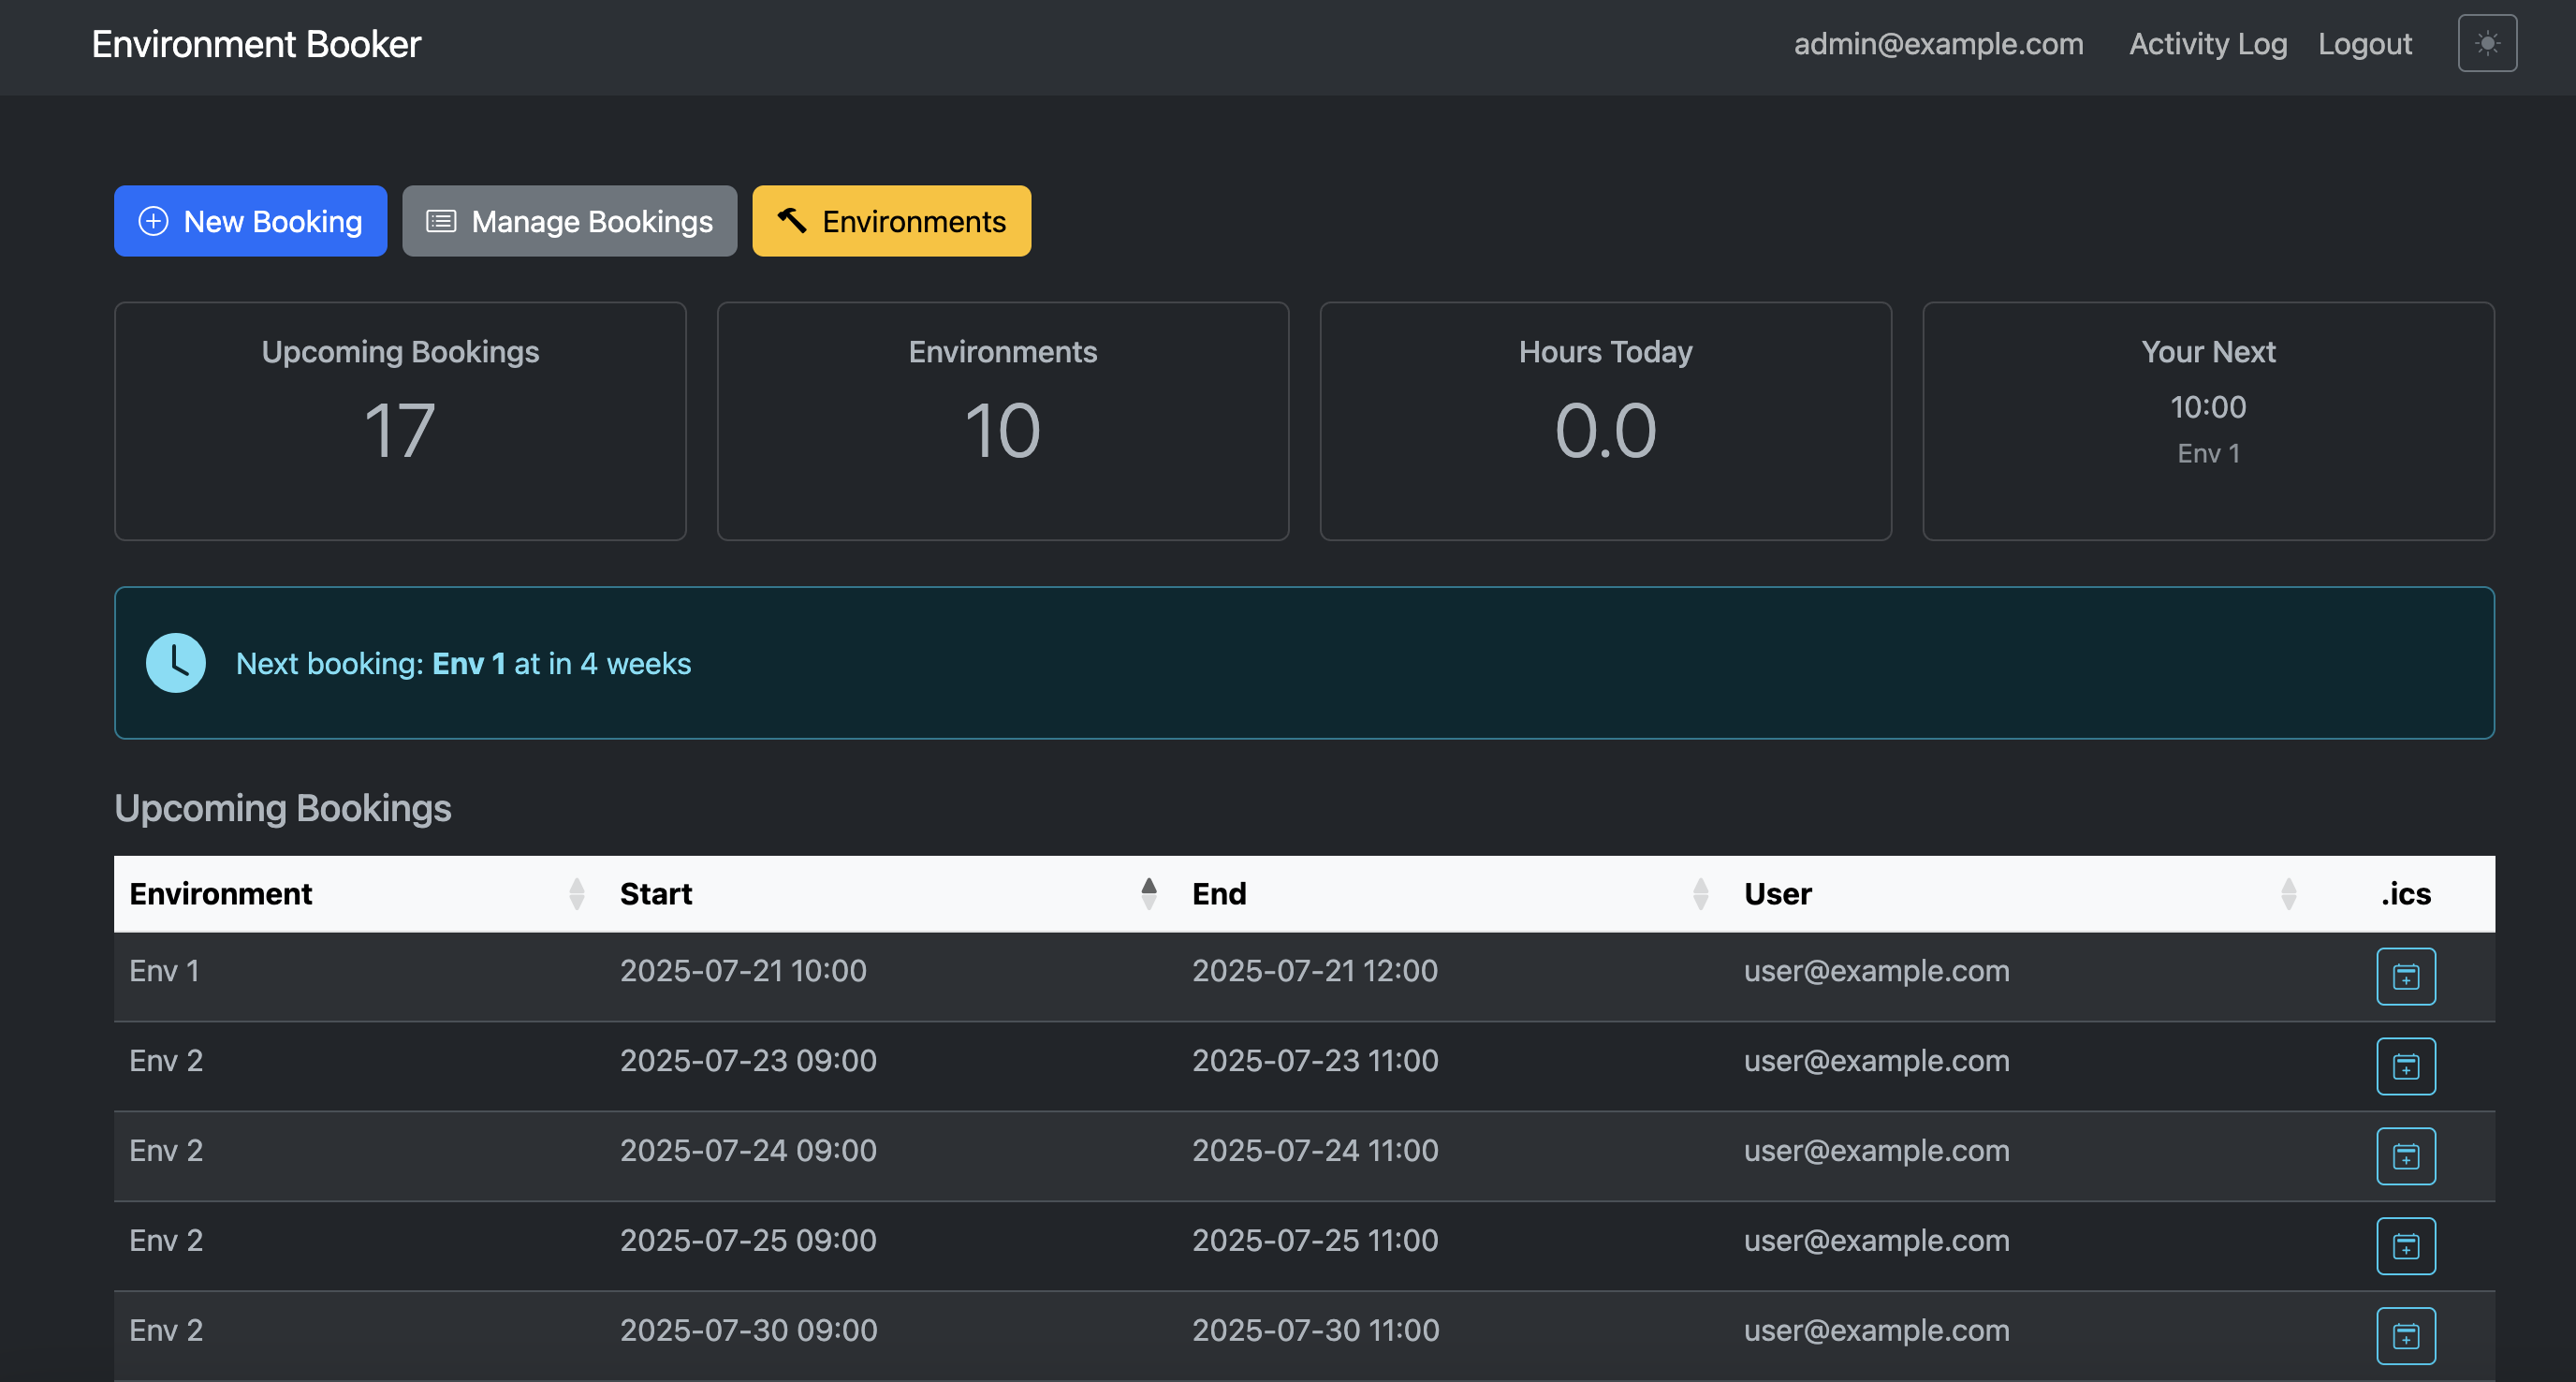 Environment Booker admin@example.com Activity Log Logout
New Booking Manage Bookings Environments
Upcoming Bookings Environments Hours Today Your Next
17 10 0.0 10:00
Env 1
Next booking: Env 1 at in 4 weeks
Upcoming Bookings
Environment Start End User .ics
Env 1 2025-07-21 10:00 2025-07-21 12:00 user@example.com
Env 2 2025-07-23 09:00 2025-07-23 11:00 user@example.com
Env 2 2025-07-24 09:00 2025-07-24 11:00 user@example.com
Env 2 2025-07-25 09:00 2025-07-25 11:00 user@example.com
Env 2 2025-07-30 09:00 2025-07-30 11:00 user@example.com